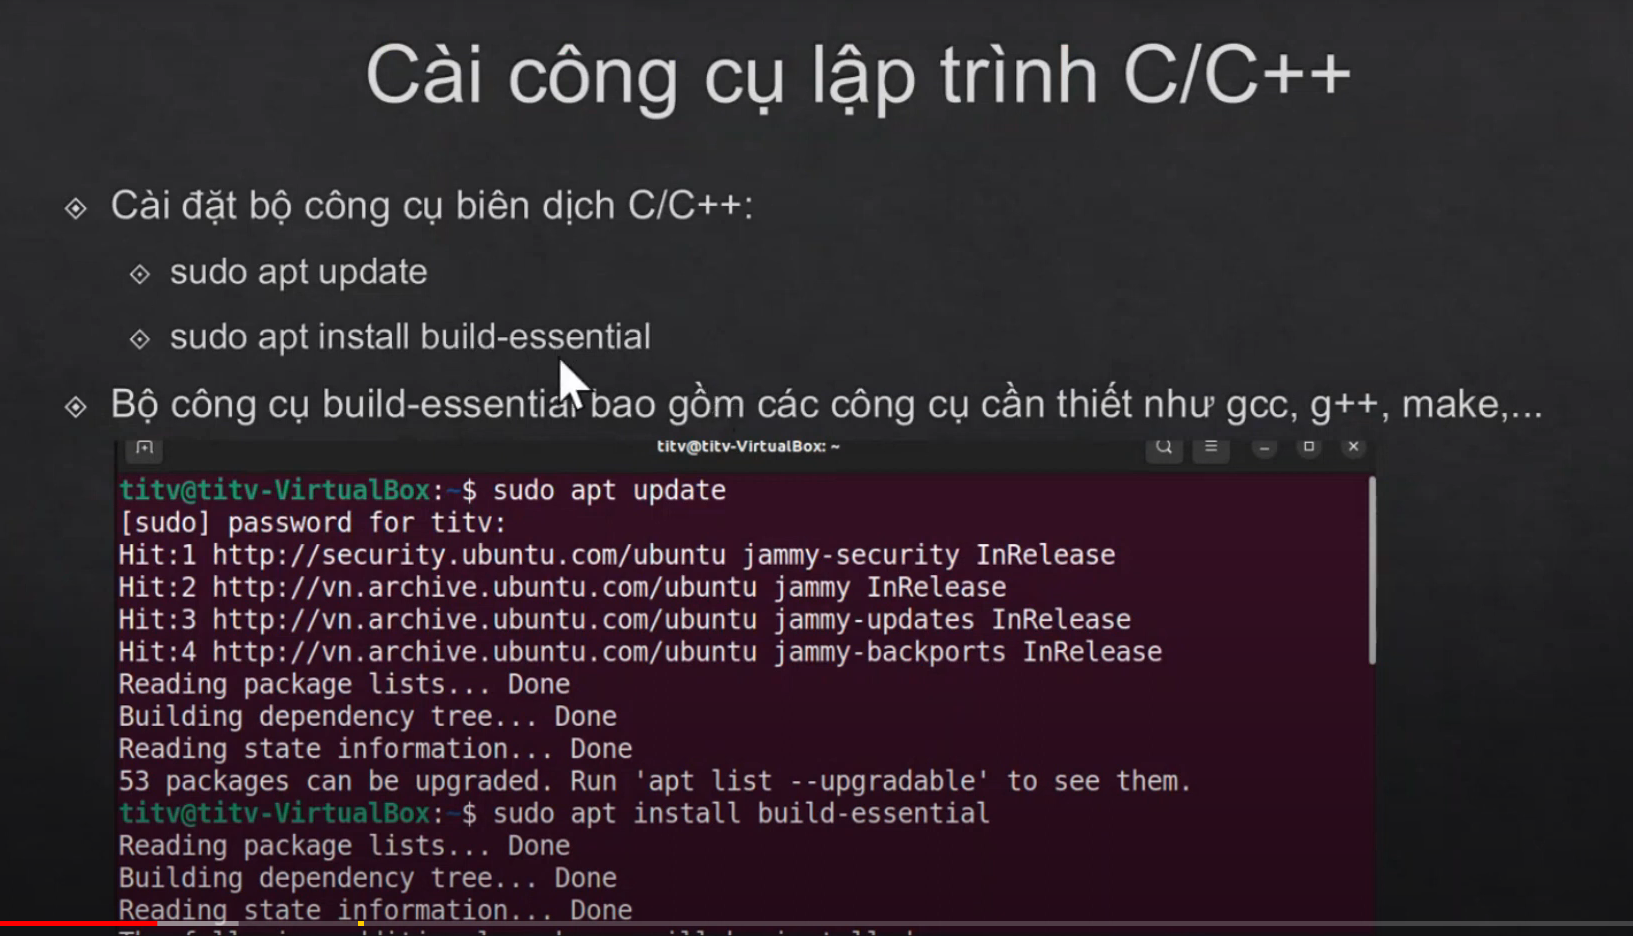 Cài công cụ lập trình C/C++
Cài đặt bộ công cụ biên dịch C/C++:
sudo apt update
sudo apt install build-essential
Bộ công cụ build-essential bao gồm các công cụ cần thiết như gcc, g++, make,...
titv@titv-VirtualBox: ~
titv@titv-VirtualBox:~$ sudo apt update
[sudo] password for titv:
Hit:1 http://security.ubuntu.com/ubuntu jammy-security InRelease
Hit:2 http://vn.archive.ubuntu.com/ubuntu jammy InRelease
Hit:3 http://vn.archive.ubuntu.com/ubuntu jammy-updates InRelease
Hit:4 http://vn.archive.ubuntu.com/ubuntu jammy-backports InRelease
Reading package lists... Done
Building dependency tree... Done
Reading state information... Done
53 packages can be upgraded. Run 'apt list --upgradable' to see them.
titv@titv-VirtualBox:~$ sudo apt install build-essential
Reading package lists... Done
Building dependency tree... Done
Reading state information... Done